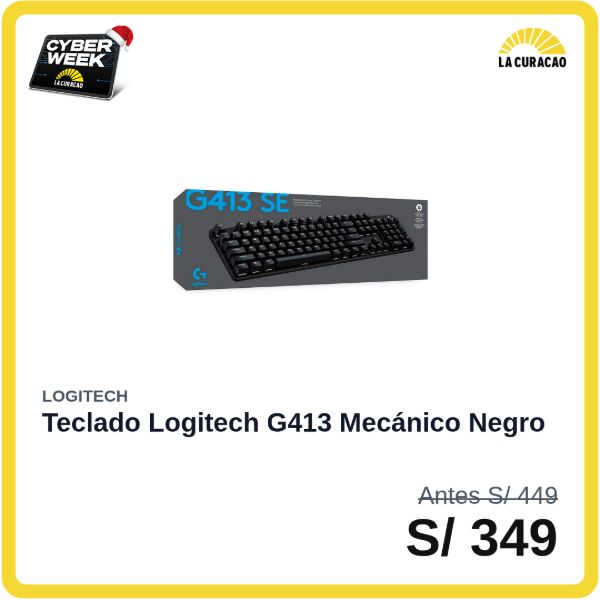 CYBER
WEEK
LA CURACAO
LA CURACAO
G413 SE
LOGITECH
Teclado Logitech G413 Mecánico Negro
Antes S/ 449
S/ 349